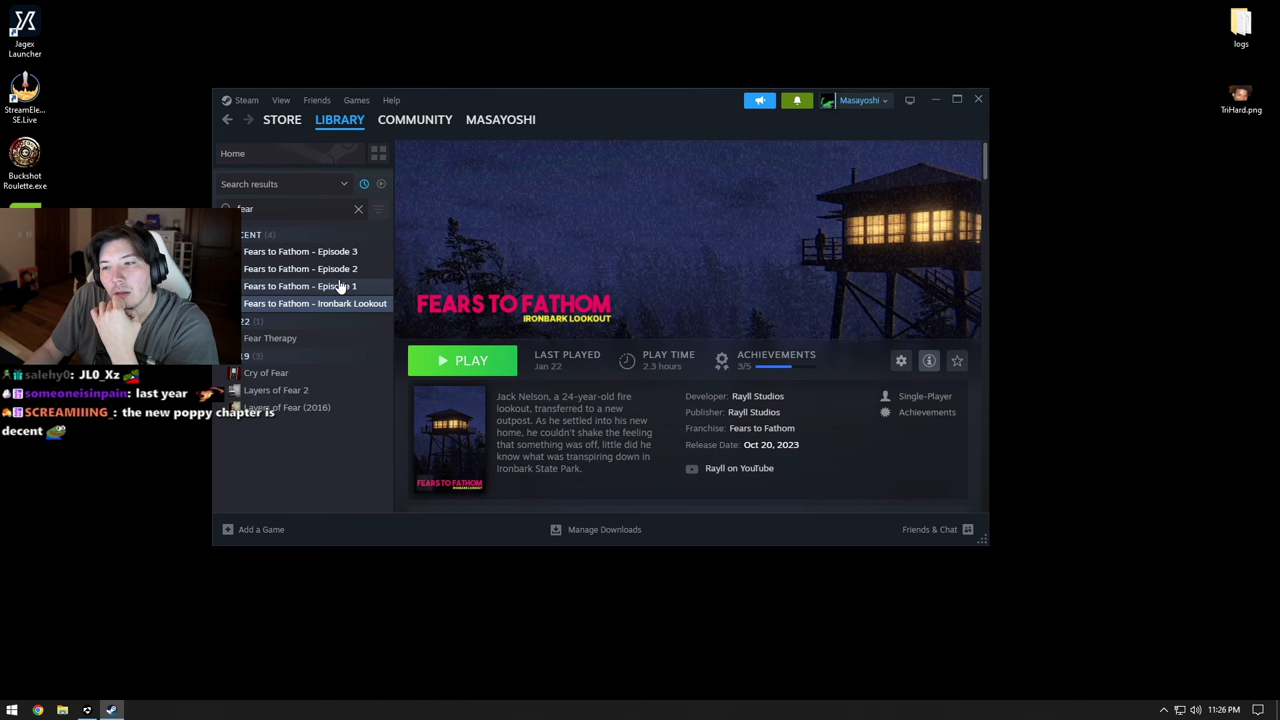 Jagex
Launcher
StreamEle...
SE.Live
Buckshot
Roulette.exe
logs
TriHard.png
Steam View Friends Games Help
Masayoshi
STORE LIBRARY COMMUNITY MASAYOSHI
Home
Search results
fear
CENT (4)
Fears to Fathom - Episode 3
Fears to Fathom - Episode 2
Fears to Fathom - Episode 1
Fears to Fathom - Ironbark Lookout
22 (1)
Fear Therapy
19 (3)
Cry of Fear
Layers of Fear 2
Layers of Fear (2016)
FEARS TO FATHOM
IRONBARK LOOKOUT
PLAY
LAST PLAYED
Jan 22
PLAY TIME
2.3 hours
ACHIEVEMENTS
3/5
FEARS TO FATHOM
IRONBARK LOOKOUT
Jack Nelson, a 24-year-old fire
lookout, transferred to a new
outpost. As he settled into his new
home, he couldn't shake the feeling
that something was off, little did he
know what was transpiring down in
Ironbark State Park.
Developer: Rayll Studios
Publisher: Rayll Studios
Franchise: Fears to Fathom
Release Date: Oct 20, 2023
Rayll on YouTube
Single-Player
Achievements
salehy0: JL0_Xz
someoneisinpain: last year
SCREAMIIING_: the new poppy chapter is
decent
Add a Game
Manage Downloads
Friends & Chat
11:26 PM